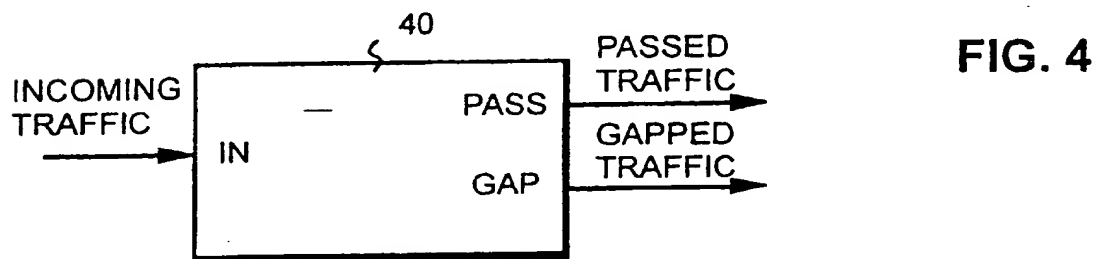 40
FIG. 4
INCOMING
TRAFFIC
IN
PASS
GAP
PASSED
TRAFFIC
GAPPED
TRAFFIC